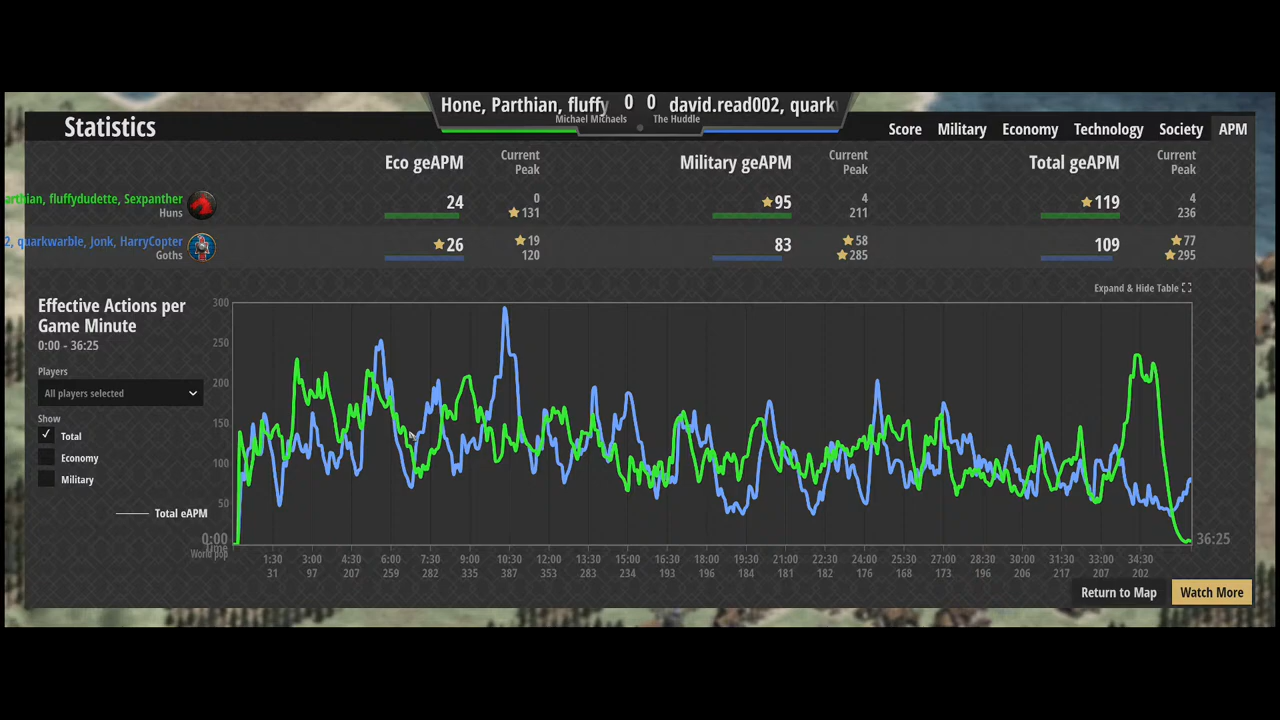 Hone, Parthian, fluffy 0 0 david.read002, quark
Michael Michaels The Huddle
Statistics
Score Military Economy Technology Society APM
Eco geAPM Current Peak Military geAPM Current Peak Total geAPM Current Peak
arthian, fluffydudette, Sexpanther
Huns
24 0 131 95 4 211 119 4 236
2, quarkwarble, Jonk, HarryCopter
Goths
26 19 120 83 58 285 109 77 295
Expand & Hide Table
Effective Actions per
Game Minute
0:00 - 36:25
Players
All players selected
Show
Total
Economy
Military
Total eAPM
300
250
200
150
100
50
0:00
Time
World pop
36:25
1:30 3:00 4:30 6:00 7:30 9:00 10:30 12:00 13:30 15:00 16:30 18:00 19:30 21:00 22:30 24:00 25:30 27:00 28:30 30:00 31:30 33:00 34:30
31 97 207 259 282 335 387 353 283 234 193 196 184 181 182 176 168 173 196 206 217 207 202
Return to Map Watch More